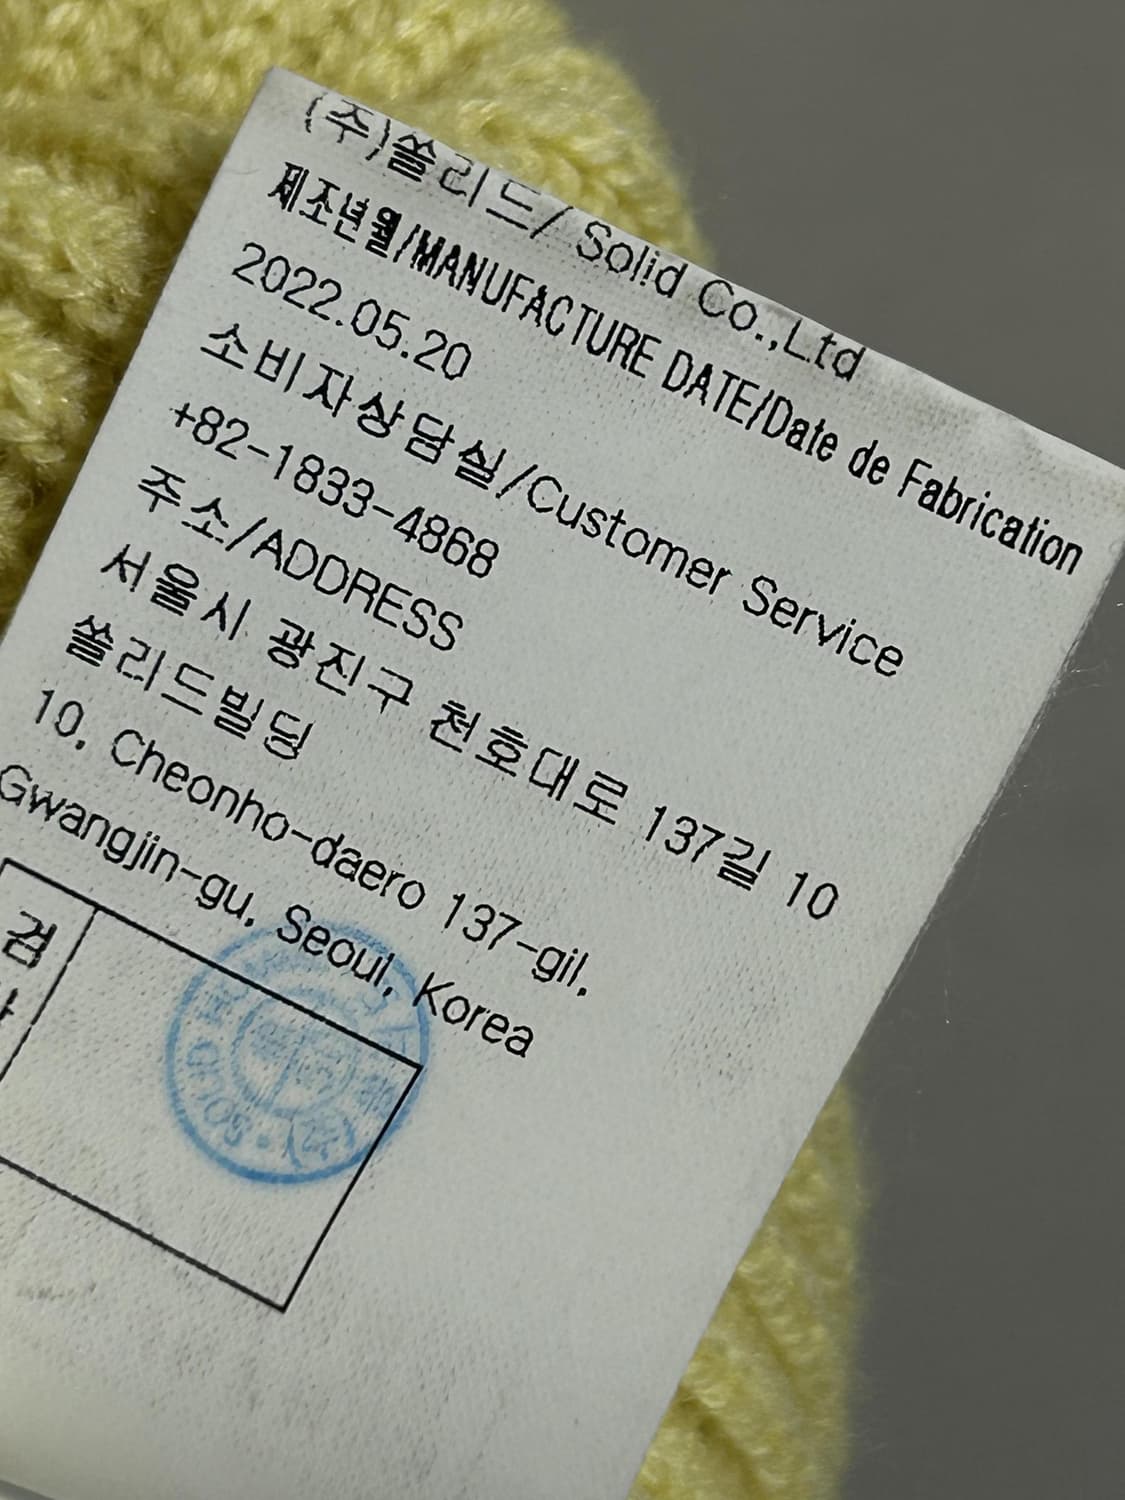 (주)쏠리드/ Solid Co.,Ltd
제조년월/MANUFACTURE DATE/Date de Fabrication
2022.05.20
소비자상담실/Customer Service
+82-1833-4868
주소/ADDRESS
서울시 광진구 천호대로 137길 10
쏠리드빌딩
10, Cheonho-daero 137-gil,
Gwangjin-gu, Seoul, Korea
검